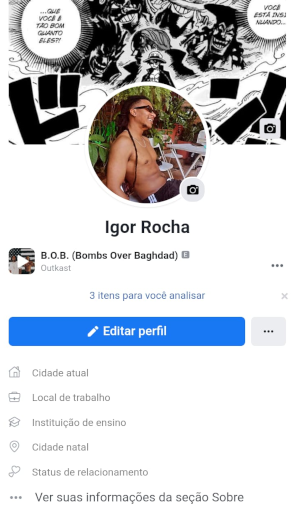 ...QUE
VOCÊ É
TÃO BOM
QUANTO
ELES?!
VOCÊ
ESTÁ INS
NUANDO...
Igor Rocha
B.O.B. (Bombs Over Baghdad) E
Outkast
3 itens para você analisar
Editar perfil
Cidade atual
Local de trabalho
Instituição de ensino
Cidade natal
Status de relacionamento
Ver suas informações da seção Sobre